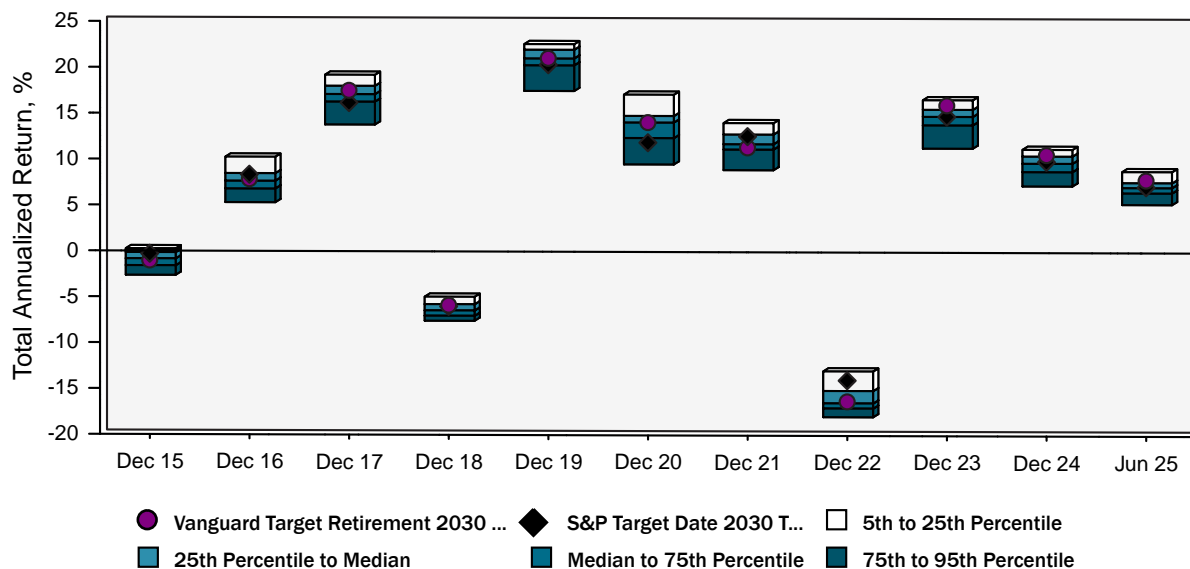 Total Annualized Return, %
25
20
15
10
5
0
-5
-10
-15
-20
Dec 15 Dec 16 Dec 17 Dec 18 Dec 19 Dec 20 Dec 21 Dec 22 Dec 23 Dec 24 Jun 25
Vanguard Target Retirement 2030 ... S&P Target Date 2030 T... 5th to 25th Percentile
25th Percentile to Median Median to 75th Percentile 75th to 95th Percentile